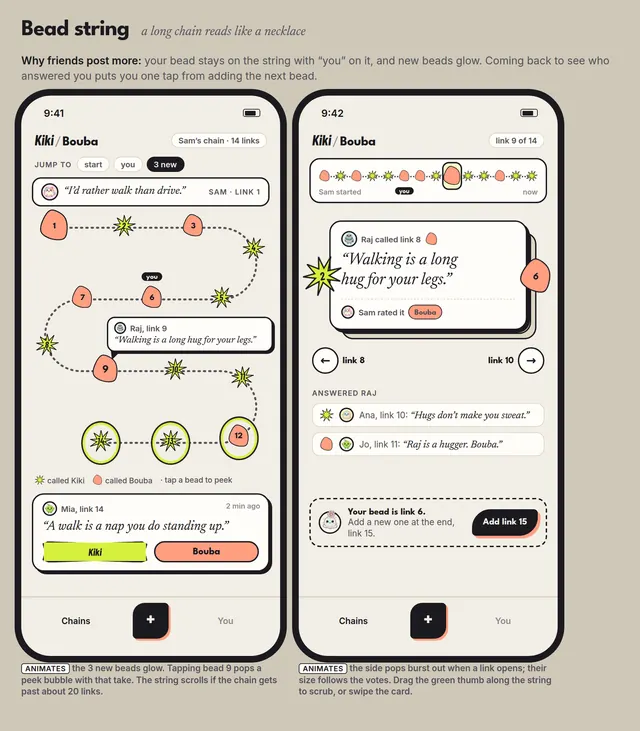 Bead string a long chain reads like a necklace
Why friends post more: your bead stays on the string with "you" on it, and new beads glow. Coming back to see who
answered you puts you one tap from adding the next bead.
9:41
Kiki / Bouba
Sam's chain · 14 links
JUMP TO start you 3 new
"I'd rather walk than drive." SAM · LINK 1
1 2 3
4
you
7 6 5
8
Raj, link 9
"Walking is a long hug for your legs."
9 10 11
14 13 12
called Kiki called Bouba · tap a bead to peek
Mia, link 14 2 min ago
"A walk is a nap you do standing up."
Kiki Bouba
Chains + You
ANIMATES the 3 new beads glow. Tapping bead 9 pops a
peek bubble with that take. The string scrolls if the chain gets
past about 20 links.
9:42
Kiki / Bouba
link 9 of 14
Sam started you now
Raj called link 8
"Walking is a long
hug for your legs."
2 6
Sam rated it Bouba
← link 8 link 10 →
ANSWERED RAJ
Ana, link 10: "Hugs don't make you sweat."
Jo, link 11: "Raj is a hugger. Bouba."
Your bead is link 6.
Add a new one at the end,
link 15.
Add link 15
Chains + You
ANIMATES the side pops burst out when a link opens; their
size follows the votes. Drag the green thumb along the string
to scrub, or swipe the card.